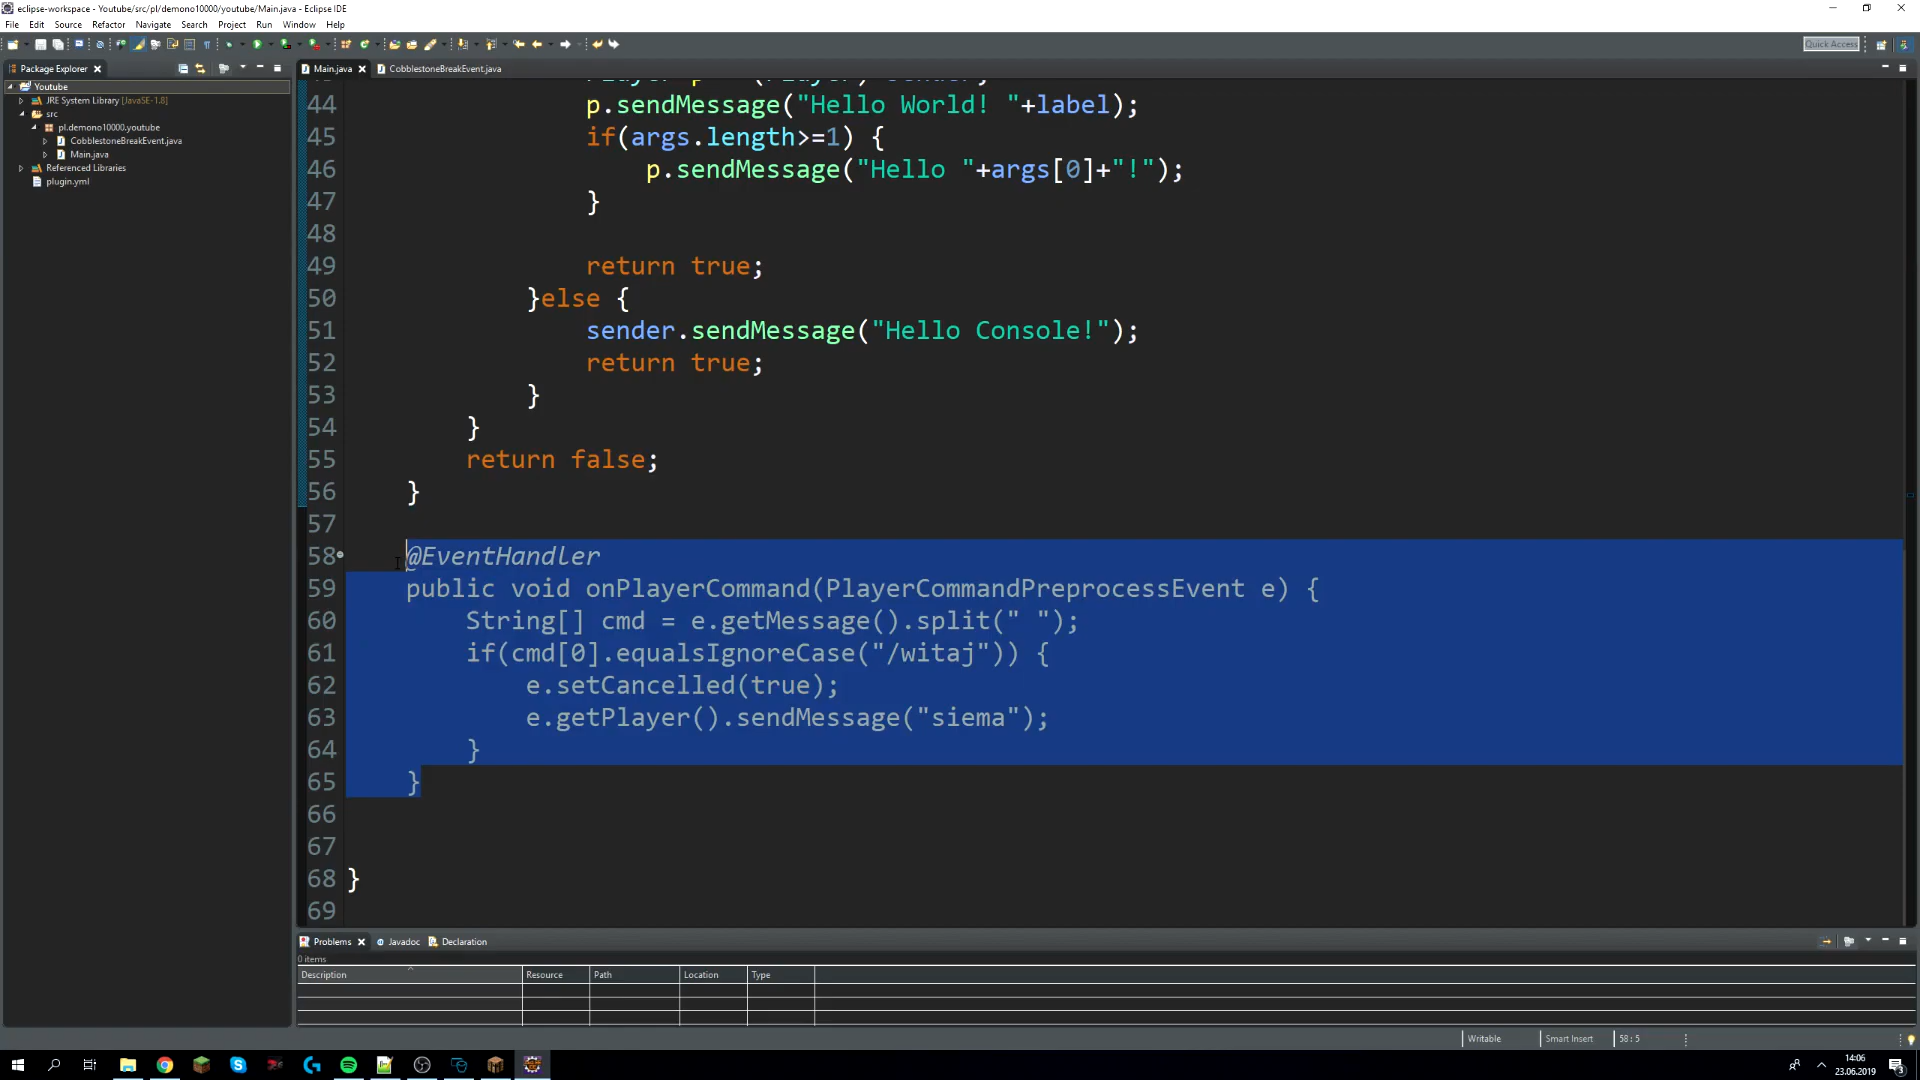 eclipse-workspace - Youtube/src/pl/demono10000/youtube/Main.java - Eclipse IDE
File Edit Source Refactor Navigate Search Project Run Window Help
Quick Access
Package Explorer
Main.java
CobblestoneBreakEvent.java
Youtube
JRE System Library [JavaSE-1.8]
src
pl.demono10000.youtube
CobblestoneBreakEvent.java
Main.java
Referenced Libraries
plugin.yml
44 p.sendMessage("Hello World! "+label);
45 if(args.length>=1) {
46 p.sendMessage("Hello "+args[0]+"!");
47 }
48
49 return true;
50 }else {
51 sender.sendMessage("Hello Console!");
52 return true;
53 }
54 }
55 return false;
56 }
57
58 @EventHandler
59 public void onPlayerCommand(PlayerCommandPreprocessEvent e) {
60 String[] cmd = e.getMessage().split(" ");
61 if(cmd[0].equalsIgnoreCase("/witaj")) {
62 e.setCancelled(true);
63 e.getPlayer().sendMessage("siema");
64 }
65 }
66
67
68 }
69
Problems Javadoc Declaration
0 items
Description Resource Path Location Type
Writable Smart Insert 58 : 5
14:06
23.06.2019
3